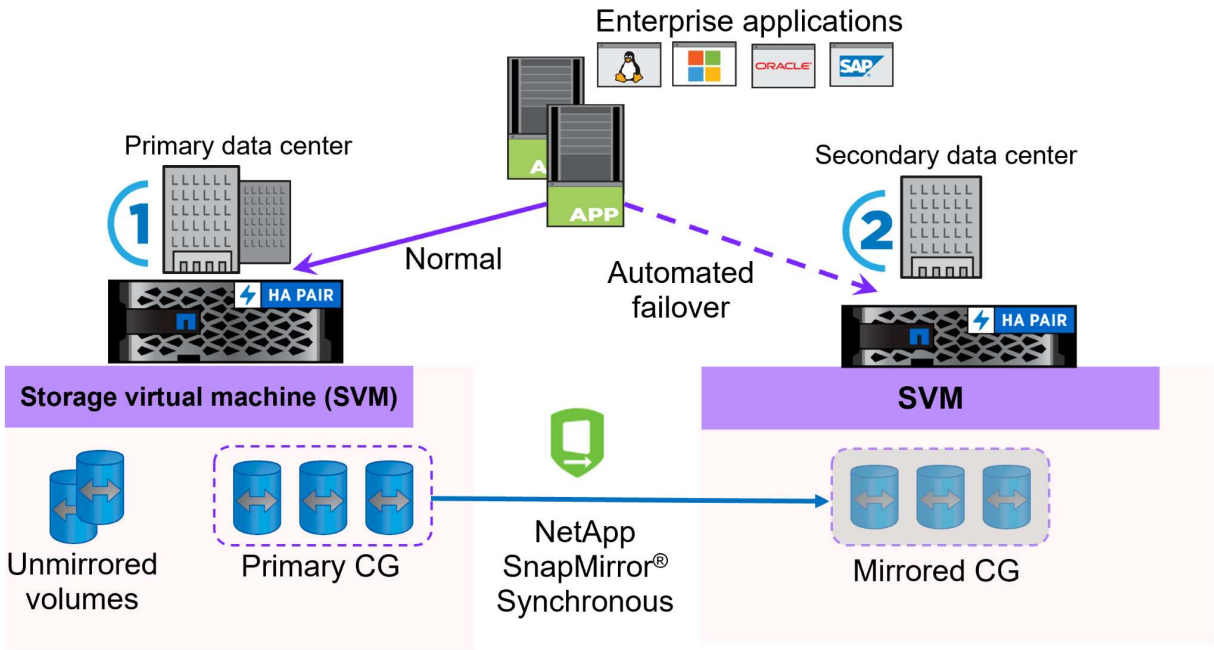 Enterprise applications
ORACLE
SAP
Primary data center
Secondary data center
1
A
APP
2
Normal
Automated
failover
HA PAIR
HA PAIR
Storage virtual machine (SVM)
SVM
Unmirrored
volumes
Primary CG
NetApp
SnapMirror®
Synchronous
Mirrored CG